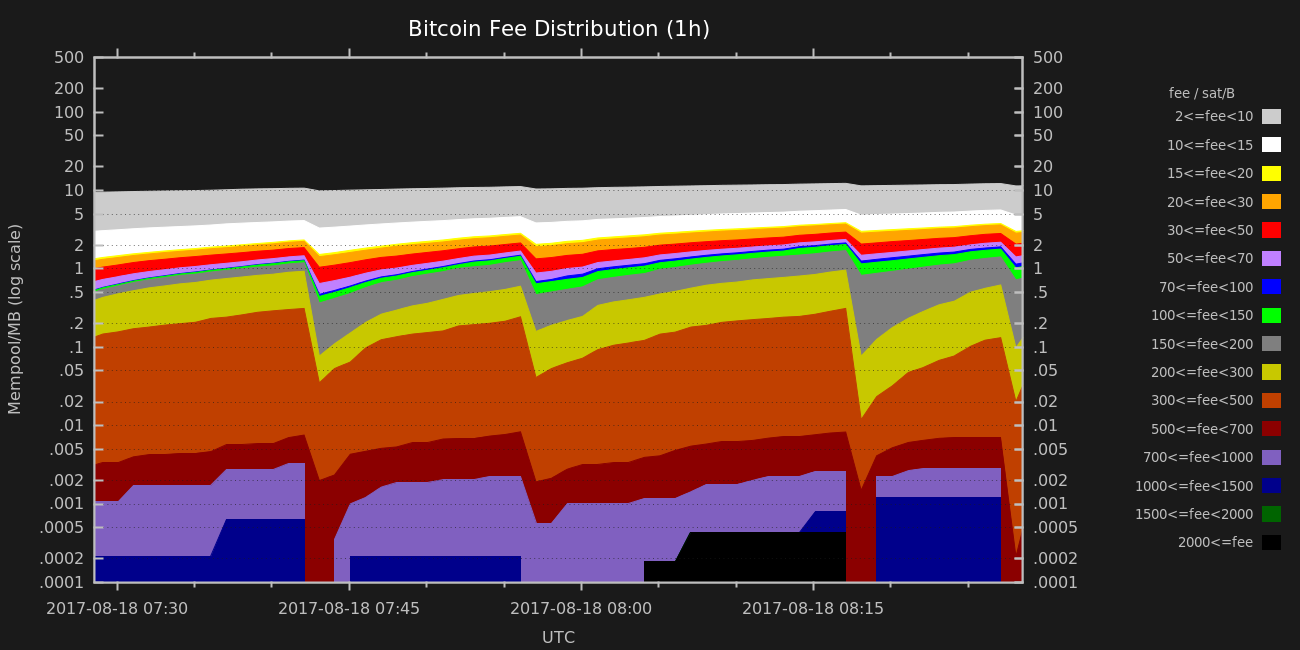 Bitcoin Fee Distribution (1h)
500
200
100
50
20
10
5
2
1
.5
.2
.1
.05
.02
.01
.005
.002
.001
.0005
.0002
.0001
Mempool/MB (log scale)
500
200
100
50
20
10
5
2
1
.5
.2
.1
.05
.02
.01
.005
.002
.001
.0005
.0002
.0001
2017-08-18 07:30 2017-08-18 07:45 2017-08-18 08:00 2017-08-18 08:15
UTC
fee / sat/B
2<=fee<10
10<=fee<15
15<=fee<20
20<=fee<30
30<=fee<50
50<=fee<70
70<=fee<100
100<=fee<150
150<=fee<200
200<=fee<300
300<=fee<500
500<=fee<700
700<=fee<1000
1000<=fee<1500
1500<=fee<2000
2000<=fee